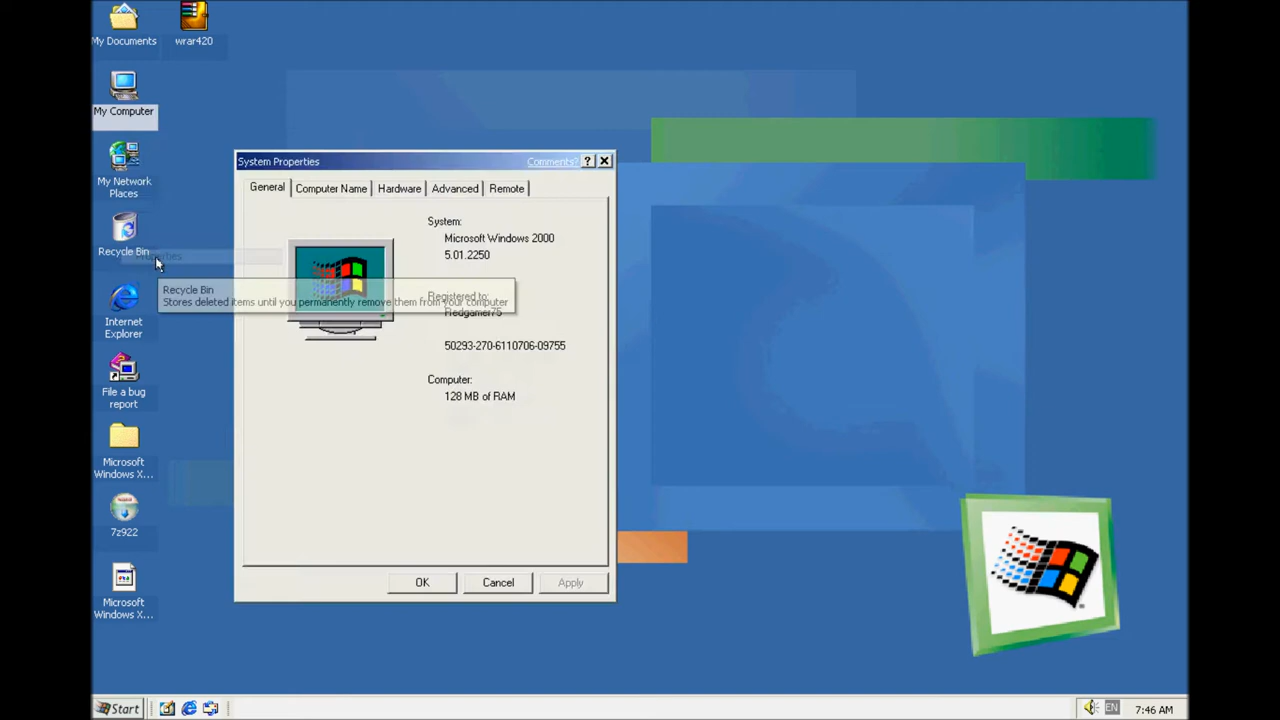 My Documents
wrar420
My Computer
My Network
Places
Recycle Bin
Internet
Explorer
File a bug
report
Microsoft
Windows X...
7z922
Microsoft
Windows X...
System Properties
Comments?
General
Computer Name
Hardware
Advanced
Remote
System:
Microsoft Windows 2000
5.01.2250
Registered to:
Redgamer75
50293-270-6110706-09755
Computer:
128 MB of RAM
OK
Cancel
Apply
Properties
Recycle Bin
Stores deleted items until you permanently remove them from your computer
Start
EN
7:46 AM